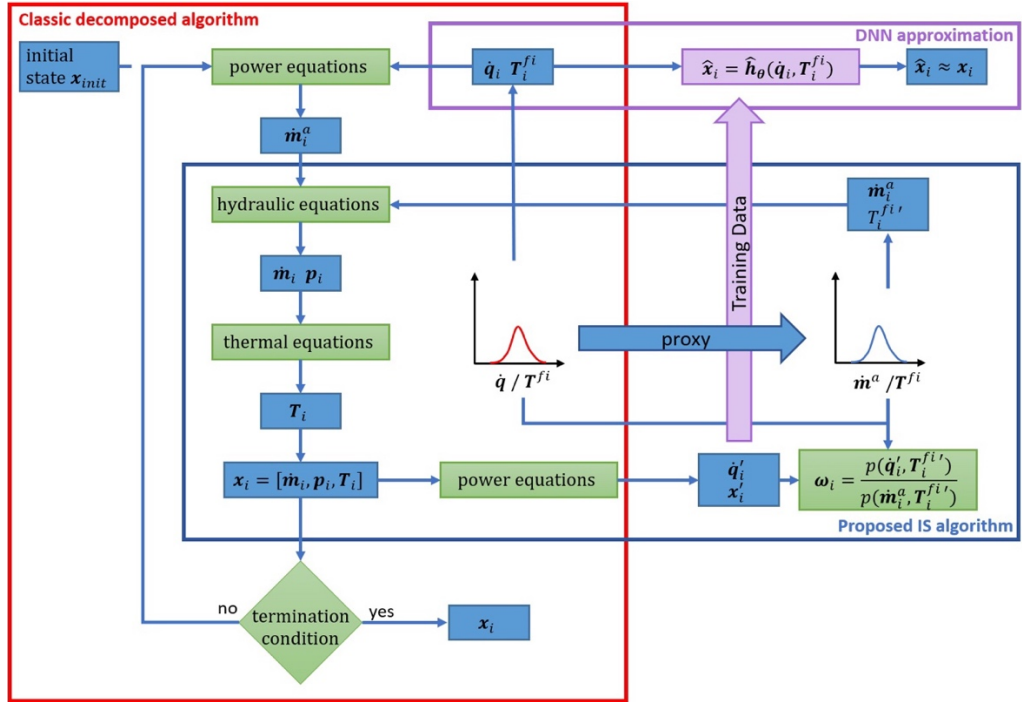 Classic decomposed algorithm
DNN approximation
initial
state 𝒙_{init}
power equations
q̇_i T_i^{fi}
x̂_i = ĥ_θ(q̇_i, T_i^{fi})
x̂_i ≈ x_i
ṁ_i^a
hydraulic equations
ṁ_i^a
T_i^{fi′}
ṁ_i p_i
Training Data
thermal equations
proxy
q̇ / T^{fi}
ṁ^a /T^{fi}
T_i
x_i = [ṁ_i, p_i, T_i]
power equations
q̇_i′
x_i′
ω_i = p(q̇_i′, T_i^{fi′}) / p(ṁ_i^a, T_i^{fi′})
Proposed IS algorithm
no
termination
condition
yes
x_i